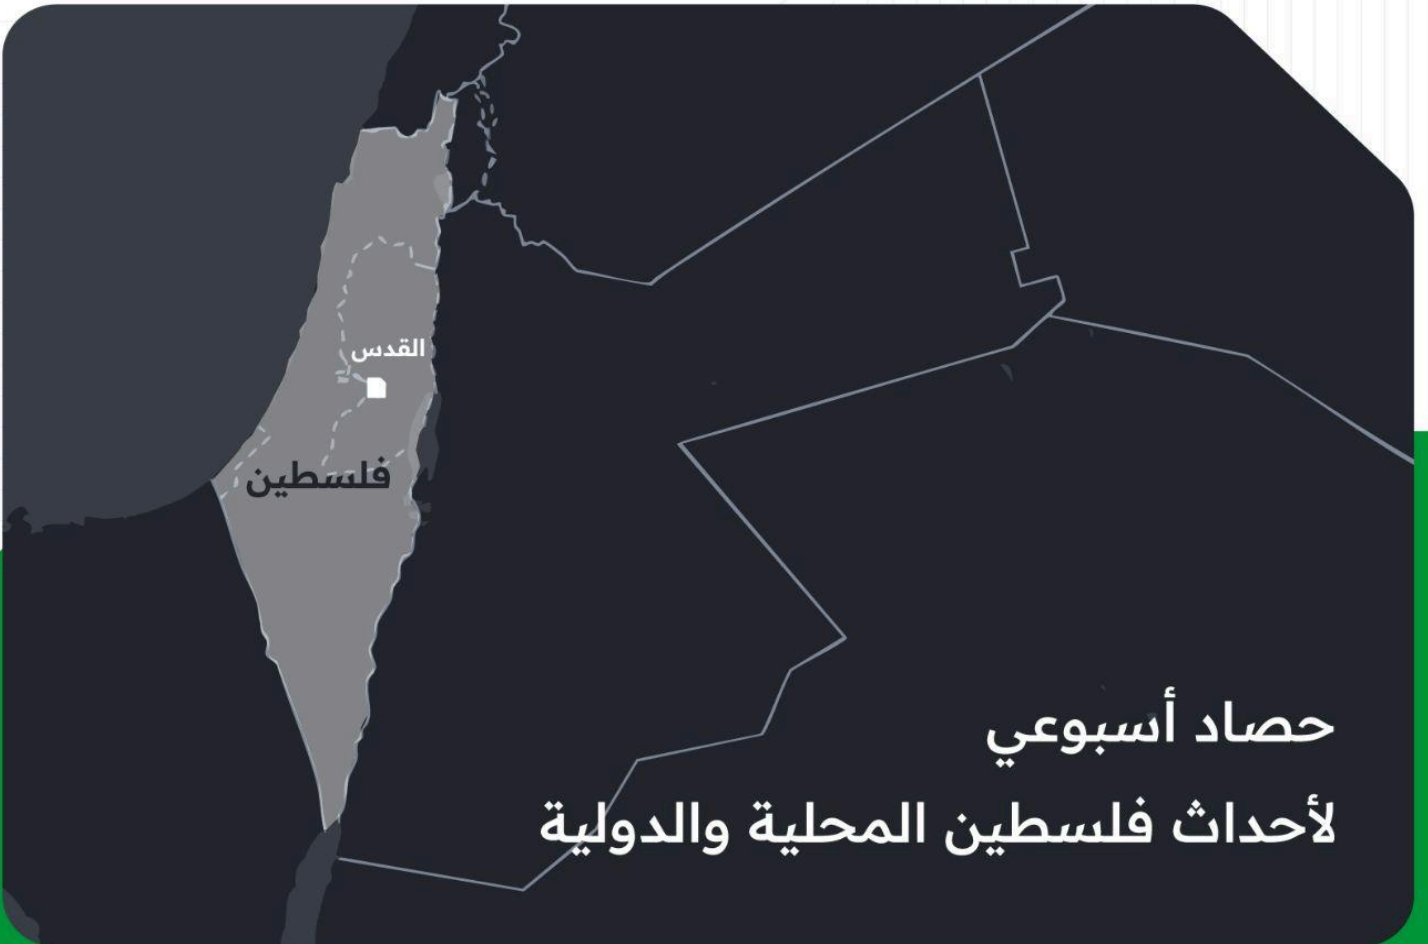 القدس
فلسطين
حصاد أسبوعي
لأحداث فلسطين المحلية والدولية